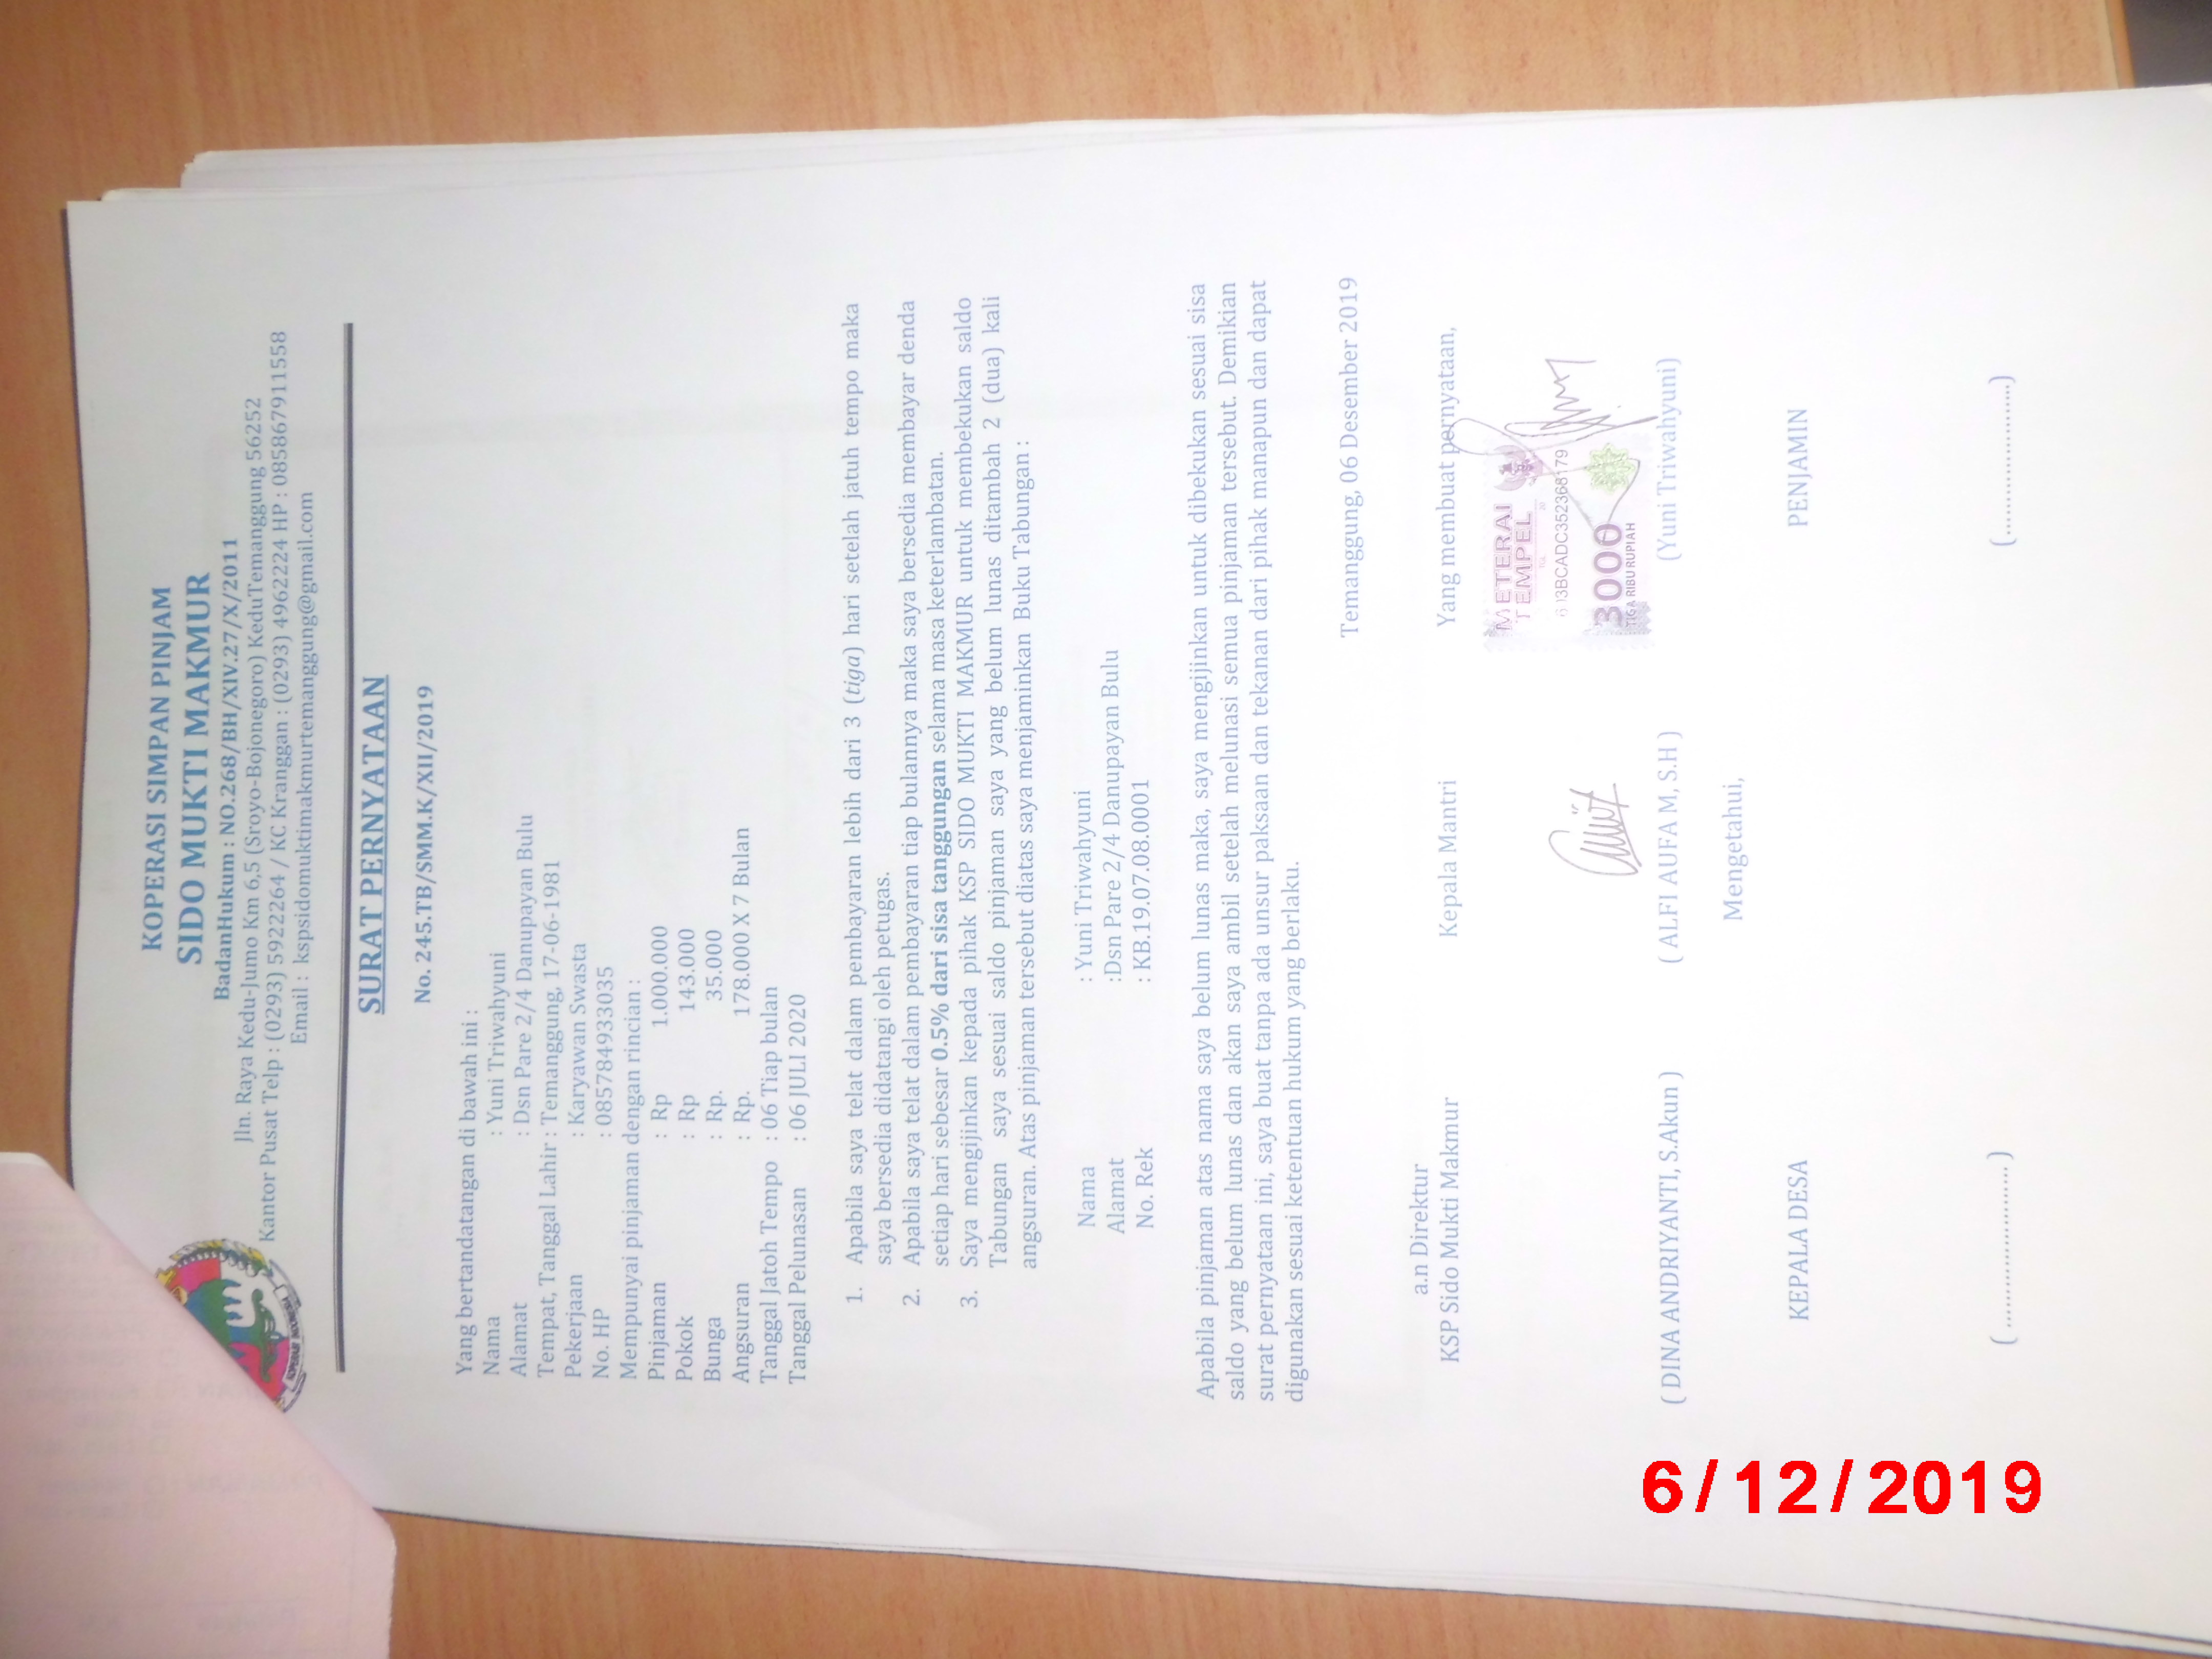 KOPERASI SIMPAN PINJAM
SIDO MUKTI MAKMUR
BadanHukum : NO.268/BH/XIV.27/X/2011
Jln. Raya Kedu-Jumo Km 6,5 (Sroyo-Bojonegoro) KeduTemanggung 56252
Kantor Pusat Telp : (0293) 5922264 / KC Kranggan : (0293) 4962224 HP : 085867911558
Email : kspsidomuktimakmurtemanggung@gmail.com
SURAT PERNYATAAN
No. 245.TB/SMM.K/XII/2019
Yang bertandatangan di bawah ini :
Nama : Yuni Triwahyuni
Alamat : Dsn Pare 2/4 Danupayan Bulu
Tempat, Tanggal Lahir : Temanggung, 17-06-1981
Pekerjaan : Karyawan Swasta
No. HP : 085784933035
Mempunyai pinjaman dengan rincian :
Pinjaman : Rp 1.000.000
Pokok : Rp 143.000
Bunga : Rp. 35.000
Angsuran : Rp. 178.000 X 7 Bulan
Tanggal Jatoh Tempo : 06 Tiap bulan
Tanggal Pelunasan : 06 JULI 2020
1. Apabila saya telat dalam pembayaran lebih dari 3 (tiga) hari setelah jatuh tempo maka
saya bersedia didatangi oleh petugas.
2. Apabila saya telat dalam pembayaran tiap bulannya maka saya bersedia membayar denda
setiap hari sebesar 0.5% dari sisa tanggungan selama masa keterlambatan.
3. Saya mengijinkan kepada pihak KSP SIDO MUKTI MAKMUR untuk membekukan saldo
Tabungan saya sesuai saldo pinjaman saya yang belum lunas ditambah 2 (dua) kali
angsuran. Atas pinjaman tersebut diatas saya menjaminkan Buku Tabungan :
Nama : Yuni Triwahyuni
Alamat :Dsn Pare 2/4 Danupayan Bulu
No. Rek : KB.19.07.08.0001
Apabila pinjaman atas nama saya belum lunas maka, saya mengijinkan untuk dibekukan sesuai sisa
saldo yang belum lunas dan akan saya ambil setelah melunasi semua pinjaman tersebut. Demikian
surat pernyataan ini, saya buat tanpa ada unsur paksaan dan tekanan dari pihak manapun dan dapat
digunakan sesuai ketentuan hukum yang berlaku.
Temanggung, 06 Desember 2019
a.n Direktur
KSP Sido Mukti Makmur Kepala Mantri Yang membuat pernyataan,
METERAI
TEMPEL
13BCADC352368179
3000
TIGA RIBU RUPIAH
( DINA ANDRIYANTI, S.Akun ) ( ALFI AUFA M, S.H ) (Yuni Triwahyuni)
Mengetahui,
KEPALA DESA PENJAMIN
( ........................ ) (........................)
6/12/2019